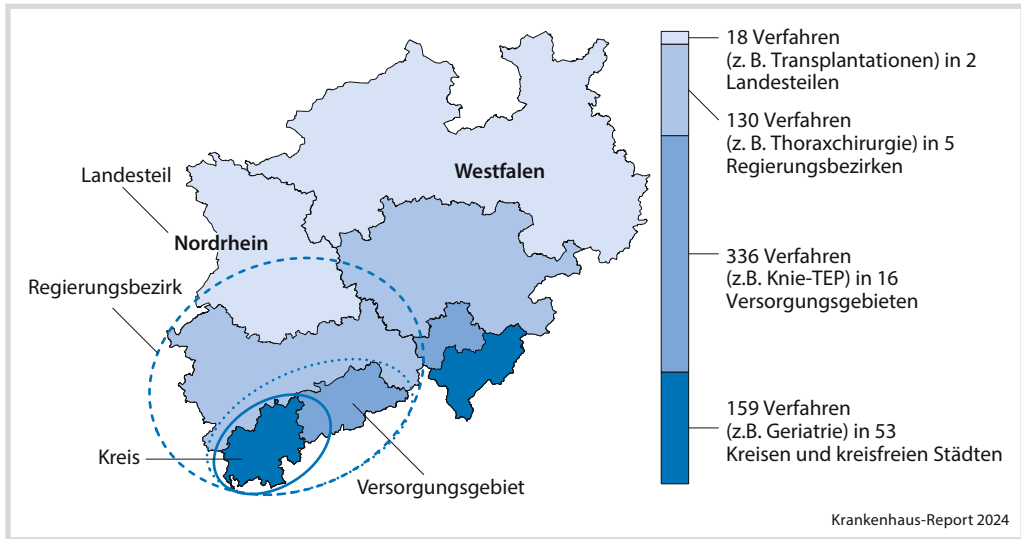 Landesteil
Nordrhein
Westfalen
Regierungsbezirk
Kreis
Versorgungsgebiet
18 Verfahren
(z. B. Transplantationen) in 2
Landesteilen
130 Verfahren
(z. B. Thoraxchirurgie) in 5
Regierungsbezirken
336 Verfahren
(z.B. Knie-TEP) in 16
Versorgungsgebieten
159 Verfahren
(z.B. Geriatrie) in 53
Kreisen und kreisfreien Städten
Krankenhaus-Report 2024